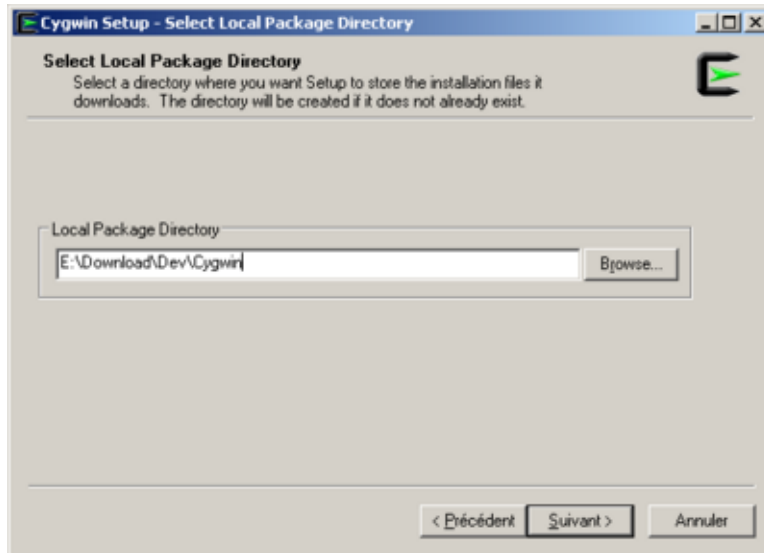 Cygwin Setup - Select Local Package Directory
Select Local Package Directory
Select a directory where you want Setup to store the installation files it
downloads. The directory will be created if it does not already exist.
Local Package Directory
E:\Download\Dev\Cygwin
Browse...
< Précédent
Suivant >
Annuler